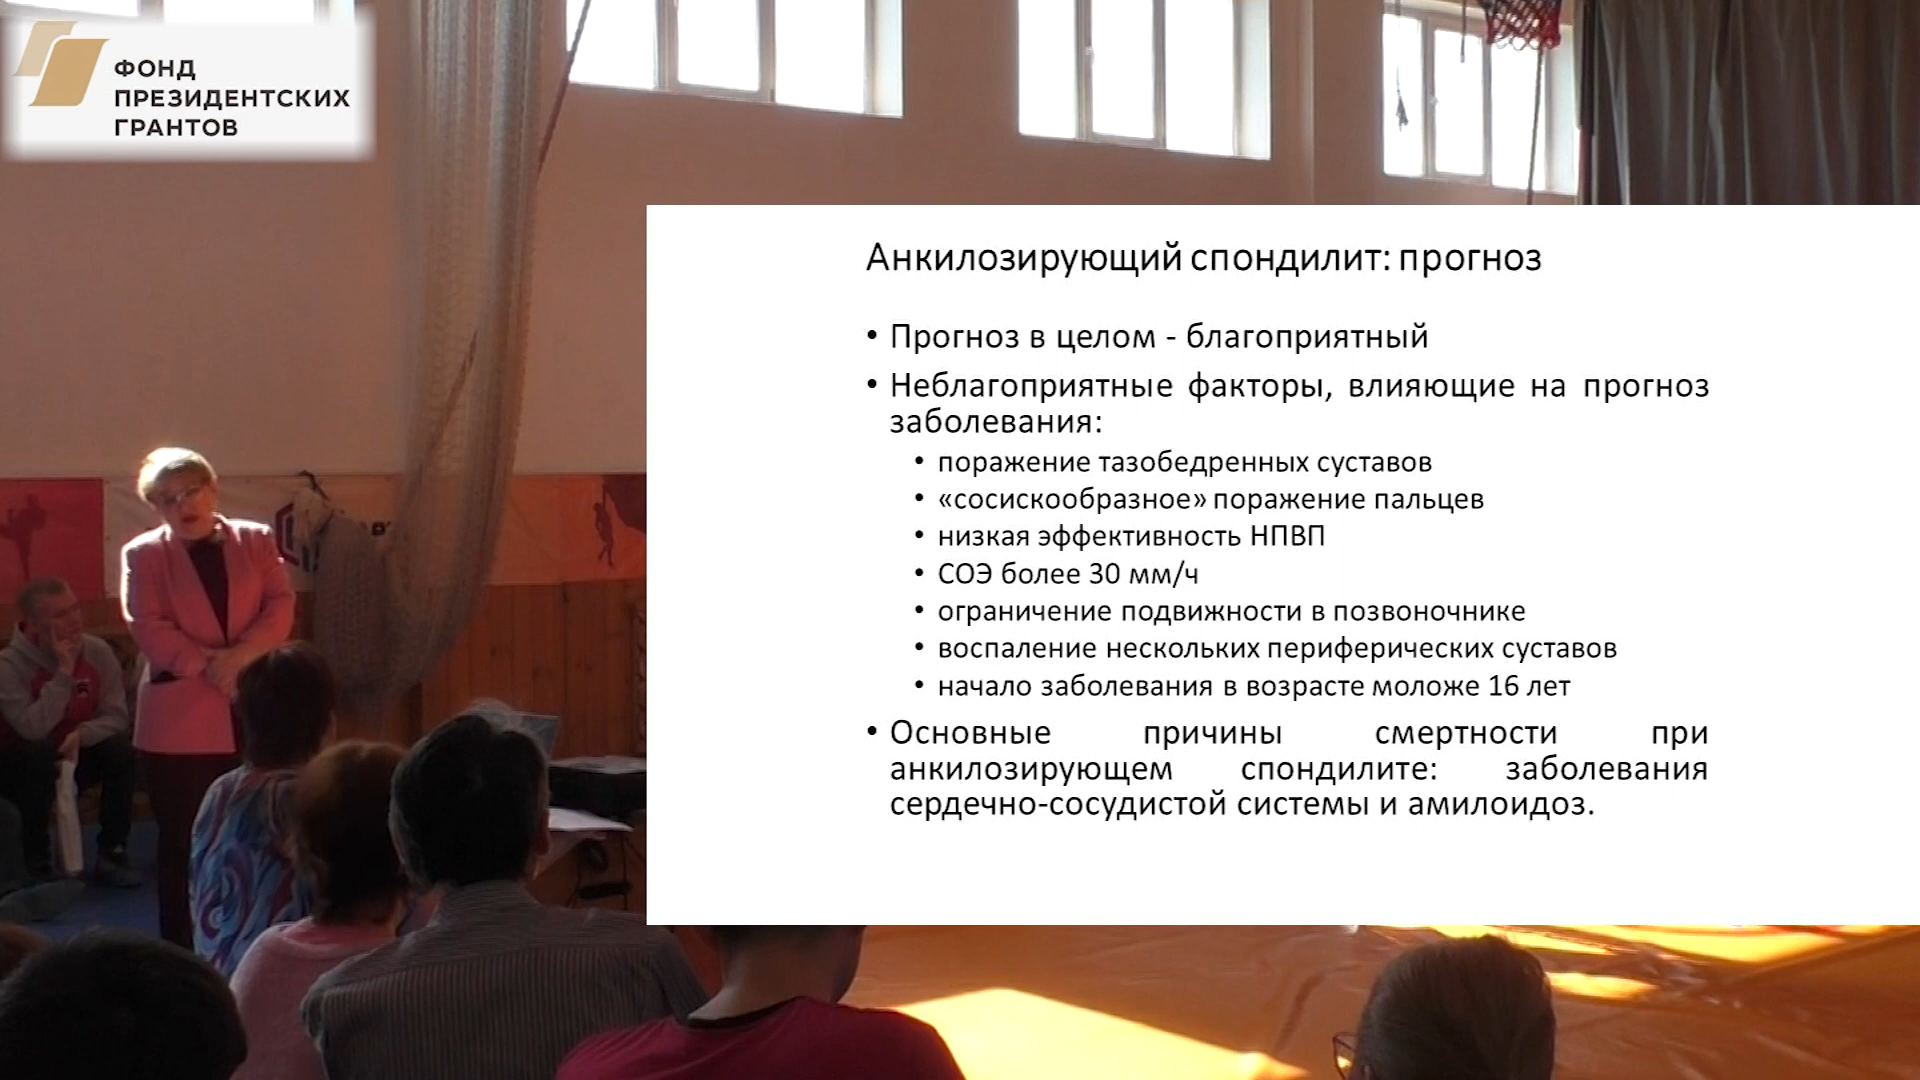 ФОНД
ПРЕЗИДЕНТСКИХ
ГРАНТОВ
Анкилозирующий спондилит: прогноз
• Прогноз в целом - благоприятный
• Неблагоприятные факторы, влияющие на прогноз
заболевания:
• поражение тазобедренных суставов
• «сосискообразное» поражение пальцев
• низкая эффективность НПВП
• СОЭ более 30 мм/ч
• ограничение подвижности в позвоночнике
• воспаление нескольких периферических суставов
• начало заболевания в возрасте моложе 16 лет
• Основные причины смертности при
анкилозирующем спондилите: заболевания
сердечно-сосудистой системы и амилоидоз.